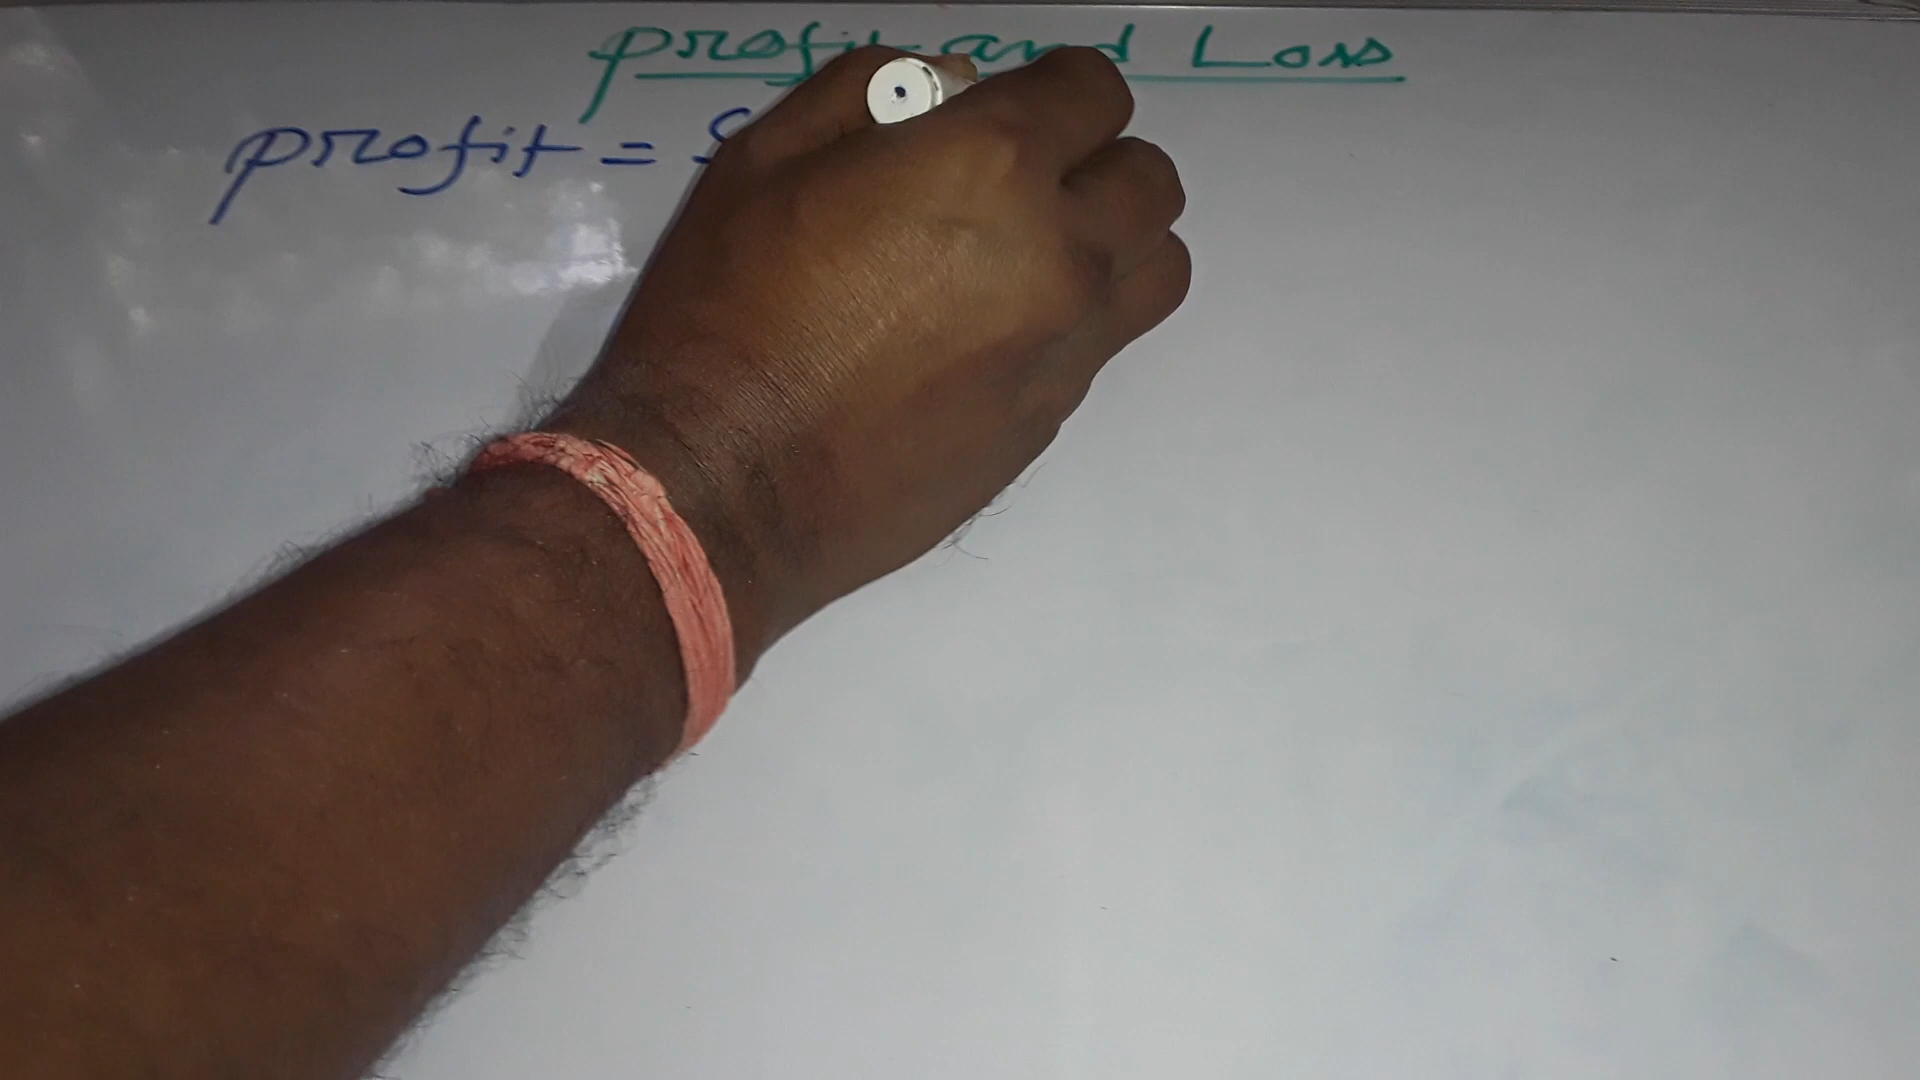 profit and Loss
profit = S